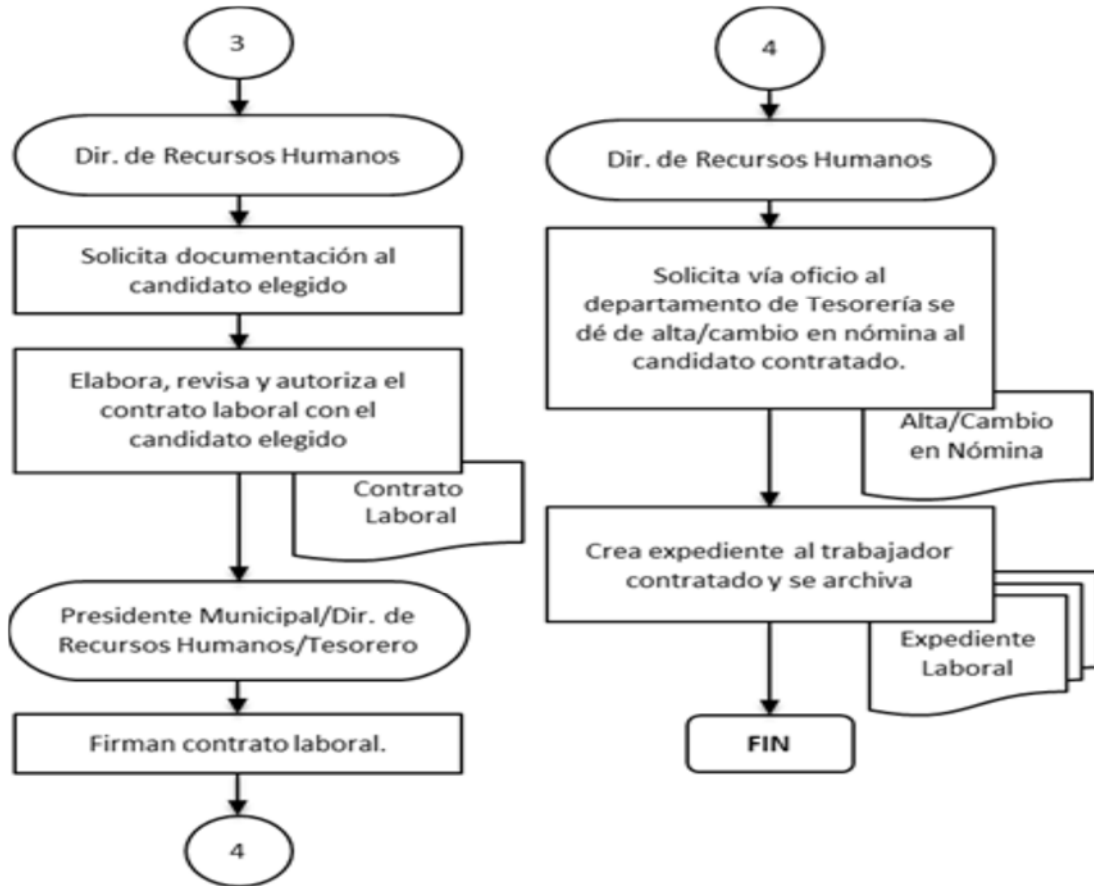 3
Dir. de Recursos Humanos
Solicita documentación al
candidato elegido
Elabora, revisa y autoriza el
contrato laboral con el
candidato elegido
Contrato
Laboral
Presidente Municipal/Dir. de
Recursos Humanos/Tesorero
Firman contrato laboral.
4
4
Dir. de Recursos Humanos
Solicita vía oficio al
departamento de Tesorería se
dé de alta/cambio en nómina al
candidato contratado.
Alta/Cambio
en Nómina
Crea expediente al trabajador
contratado y se archiva
Expediente
Laboral
FIN